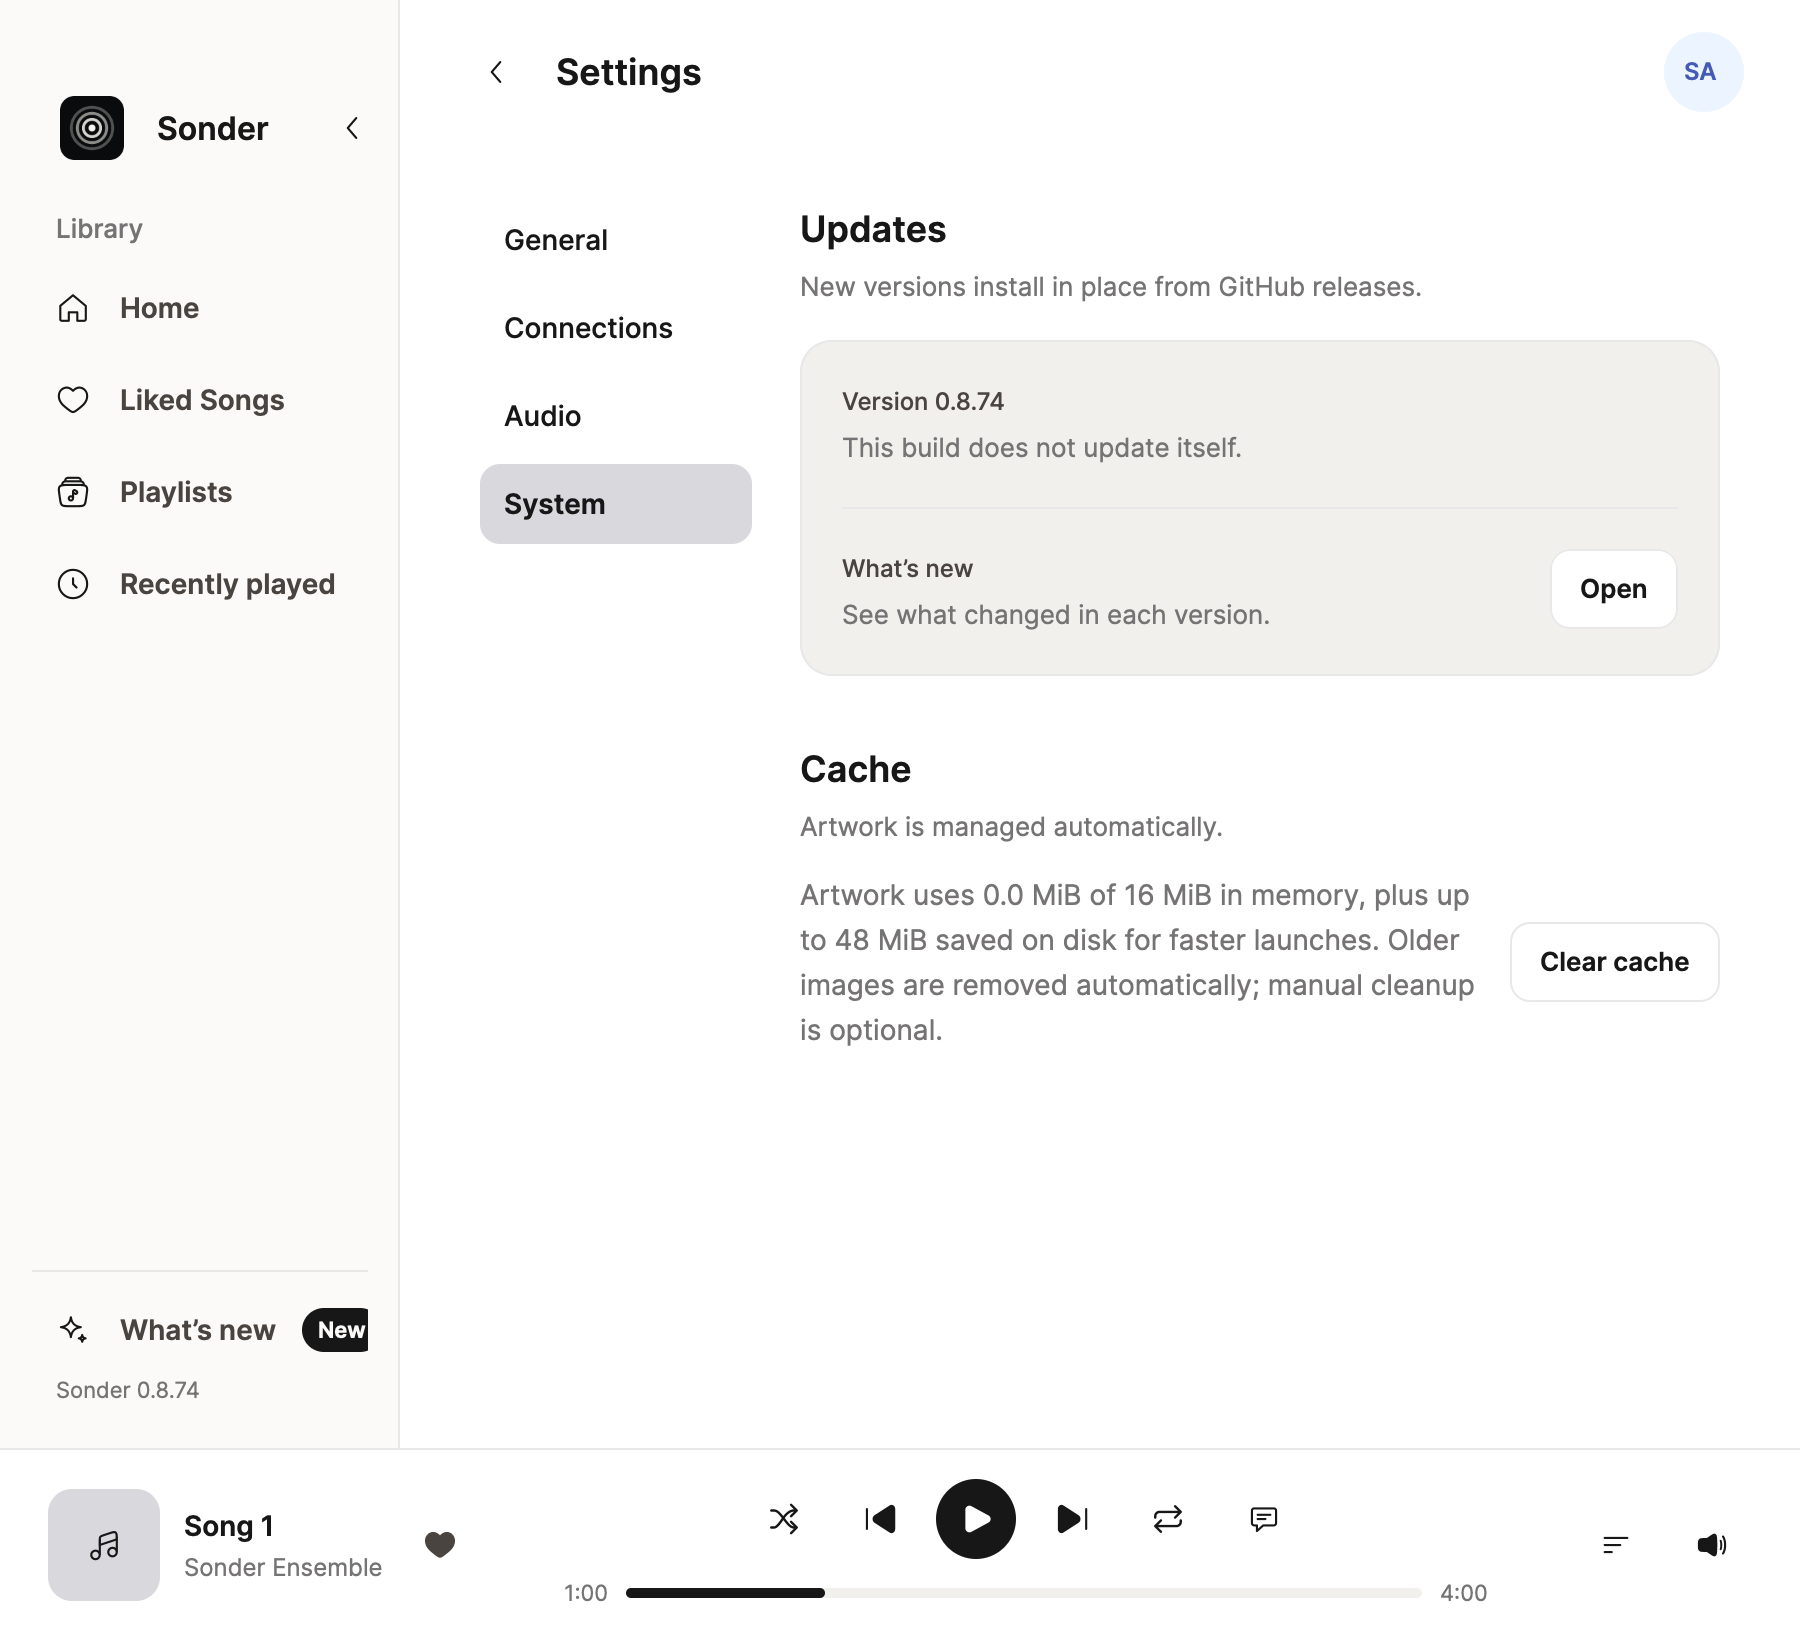 Sonder
Library
Home
Liked Songs
Playlists
Recently played
What’s new New
Sonder 0.8.74
Settings
SA
General
Connections
Audio
System
Updates
New versions install in place from GitHub releases.
Version 0.8.74
This build does not update itself.
What’s new
See what changed in each version.
Open
Cache
Artwork is managed automatically.
Artwork uses 0.0 MiB of 16 MiB in memory, plus up
to 48 MiB saved on disk for faster launches. Older
images are removed automatically; manual cleanup
is optional.
Clear cache
Song 1
Sonder Ensemble
1:00
4:00